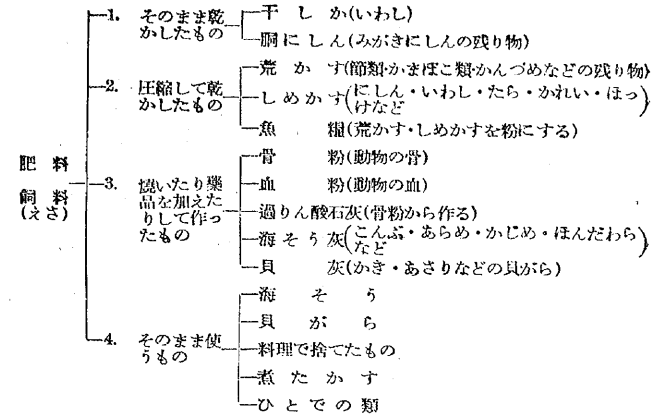 肥料
飼料
(えさ)
1. そのまま乾
かしたもの
干しか(いわし)
胴にしん(みがきにしんの残り物)
2. 圧縮して乾
かしたもの
荒かす(節類・かまぼこ類・かんづめなどの残り物)
しめかす(にしん・いわし・たら・かれい・ほっ
けなど)
魚糧(荒かす・しめかすを粉にする)
3. 焼いたり薬
品を加えた
りして作っ
たもの
骨粉(動物の骨)
血粉(動物の血)
過りん酸石灰(骨粉から作る)
海そう灰(こんぶ・あらめ・かじめ・ほんだわら
など)
貝灰(かき・あさりなどの貝がら)
4. そのまま使
うもの
海そう
貝がら
料理で捨てたもの
煮たかす
ひとでの類